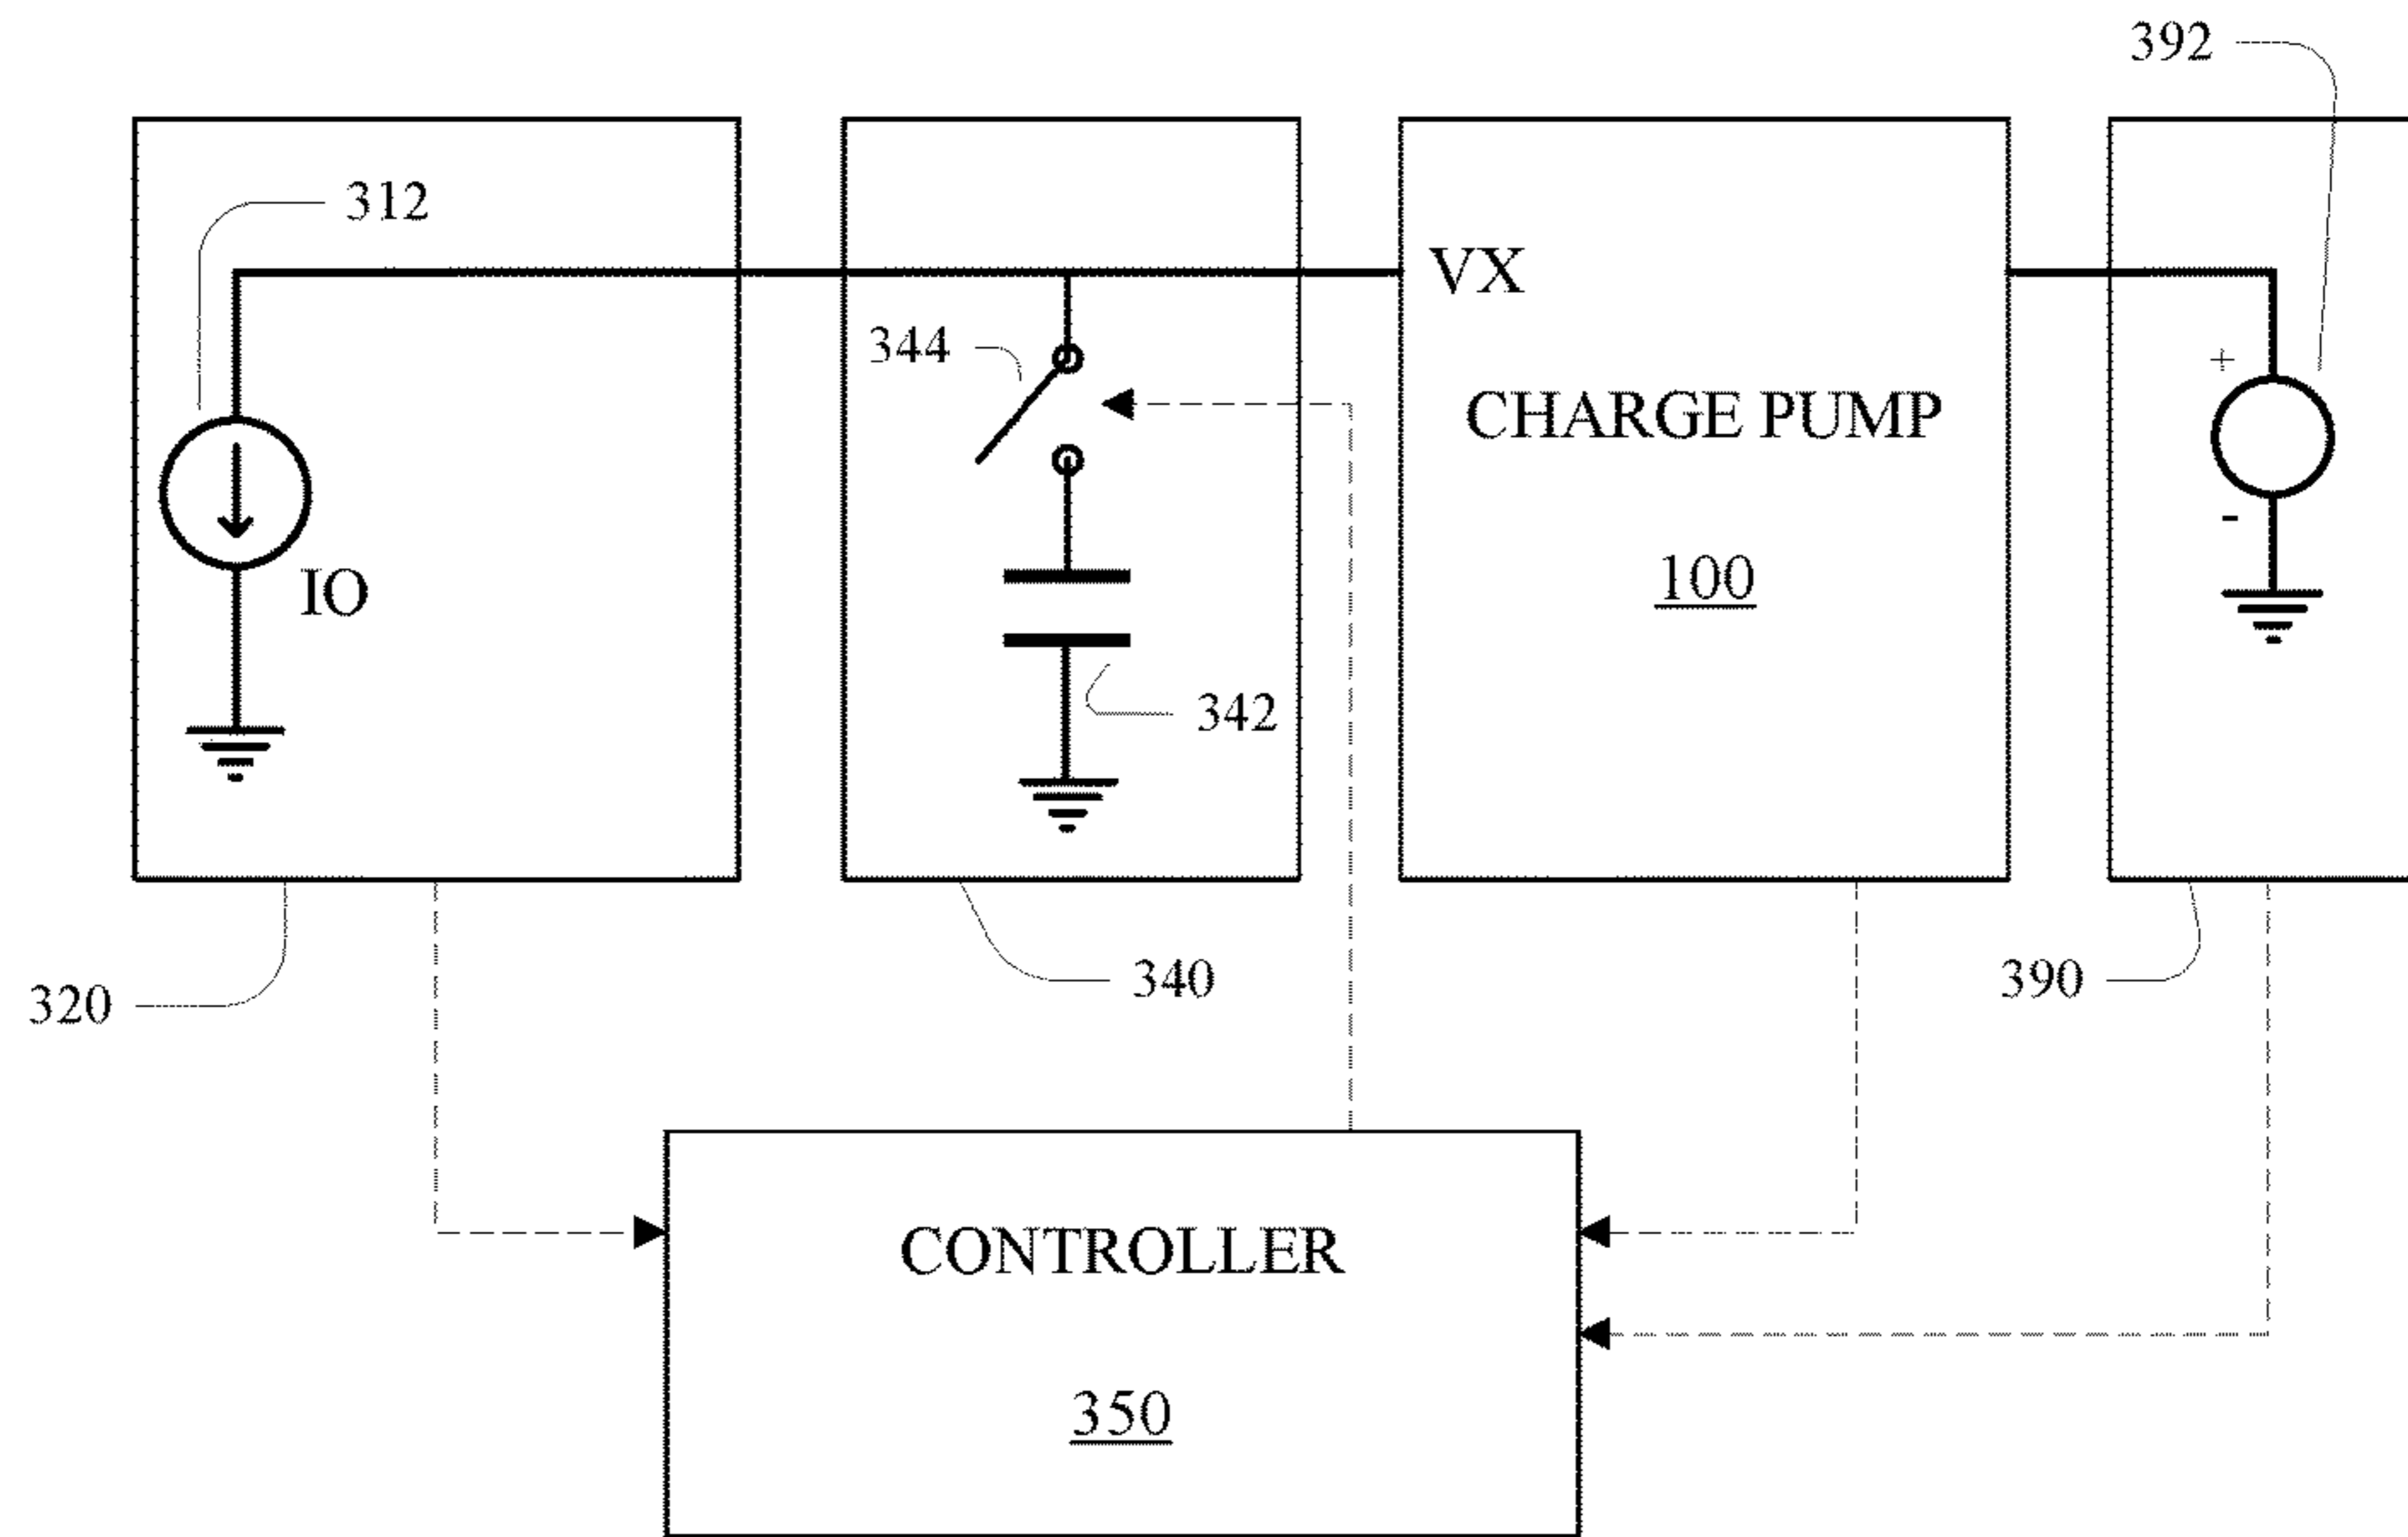 392
312
VX
344
+
CHARGE PUMP
-
100
IO
342
340
390
320
CONTROLLER
350